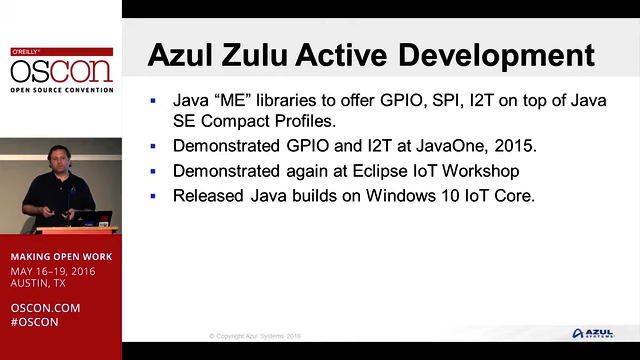 O'REILLY
OSCON
OPEN SOURCE CONVENTION
MAKING OPEN WORK
MAY 16–19, 2016
AUSTIN, TX
OSCON.COM
#OSCON
Azul Zulu Active Development
Java “ME” libraries to offer GPIO, SPI, I2T on top of Java
SE Compact Profiles.
Demonstrated GPIO and I2T at JavaOne, 2015.
Demonstrated again at Eclipse IoT Workshop
Released Java builds on Windows 10 IoT Core.
© Copyright Azul Systems 2016
AZUL
SYSTEMS